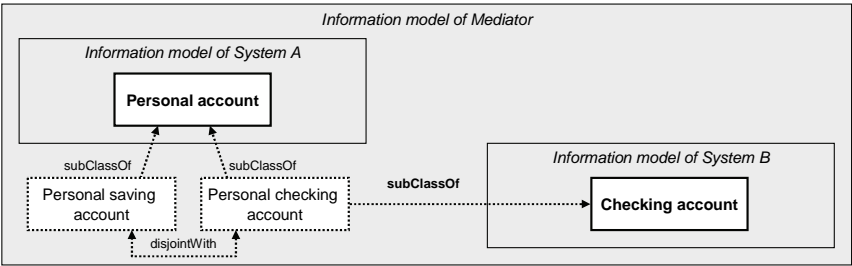 Information model of Mediator
Information model of System A
Personal account
subClassOf
subClassOf
Personal saving
account
Personal checking
account
disjointWith
subClassOf
Information model of System B
Checking account